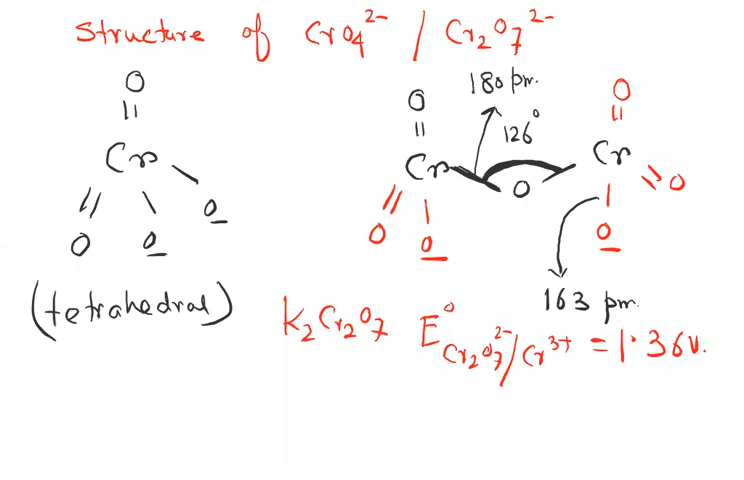 Structure of CrO4 2- / Cr2O7 2-
O
Cr
O O O
(tetrahedral)
180 pm.
O 126° O
Cr O Cr O
O O O
163 pm.
K2Cr2O7 E° Cr2O7 2-/Cr3+ = 1.36V.